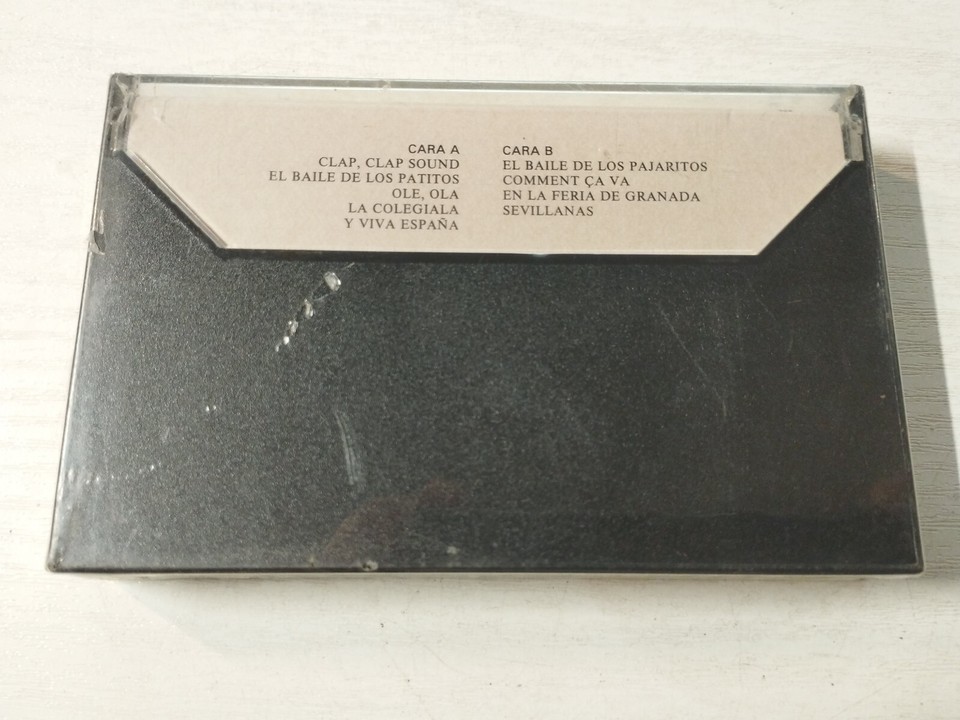 CARA A
CLAP, CLAP SOUND
EL BAILE DE LOS PATITOS
OLE, OLA
LA COLEGIALA
Y VIVA ESPAÑA
CARA B
EL BAILE DE LOS PAJARITOS
COMMENT ÇA VA
EN LA FERIA DE GRANADA
SEVILLANAS